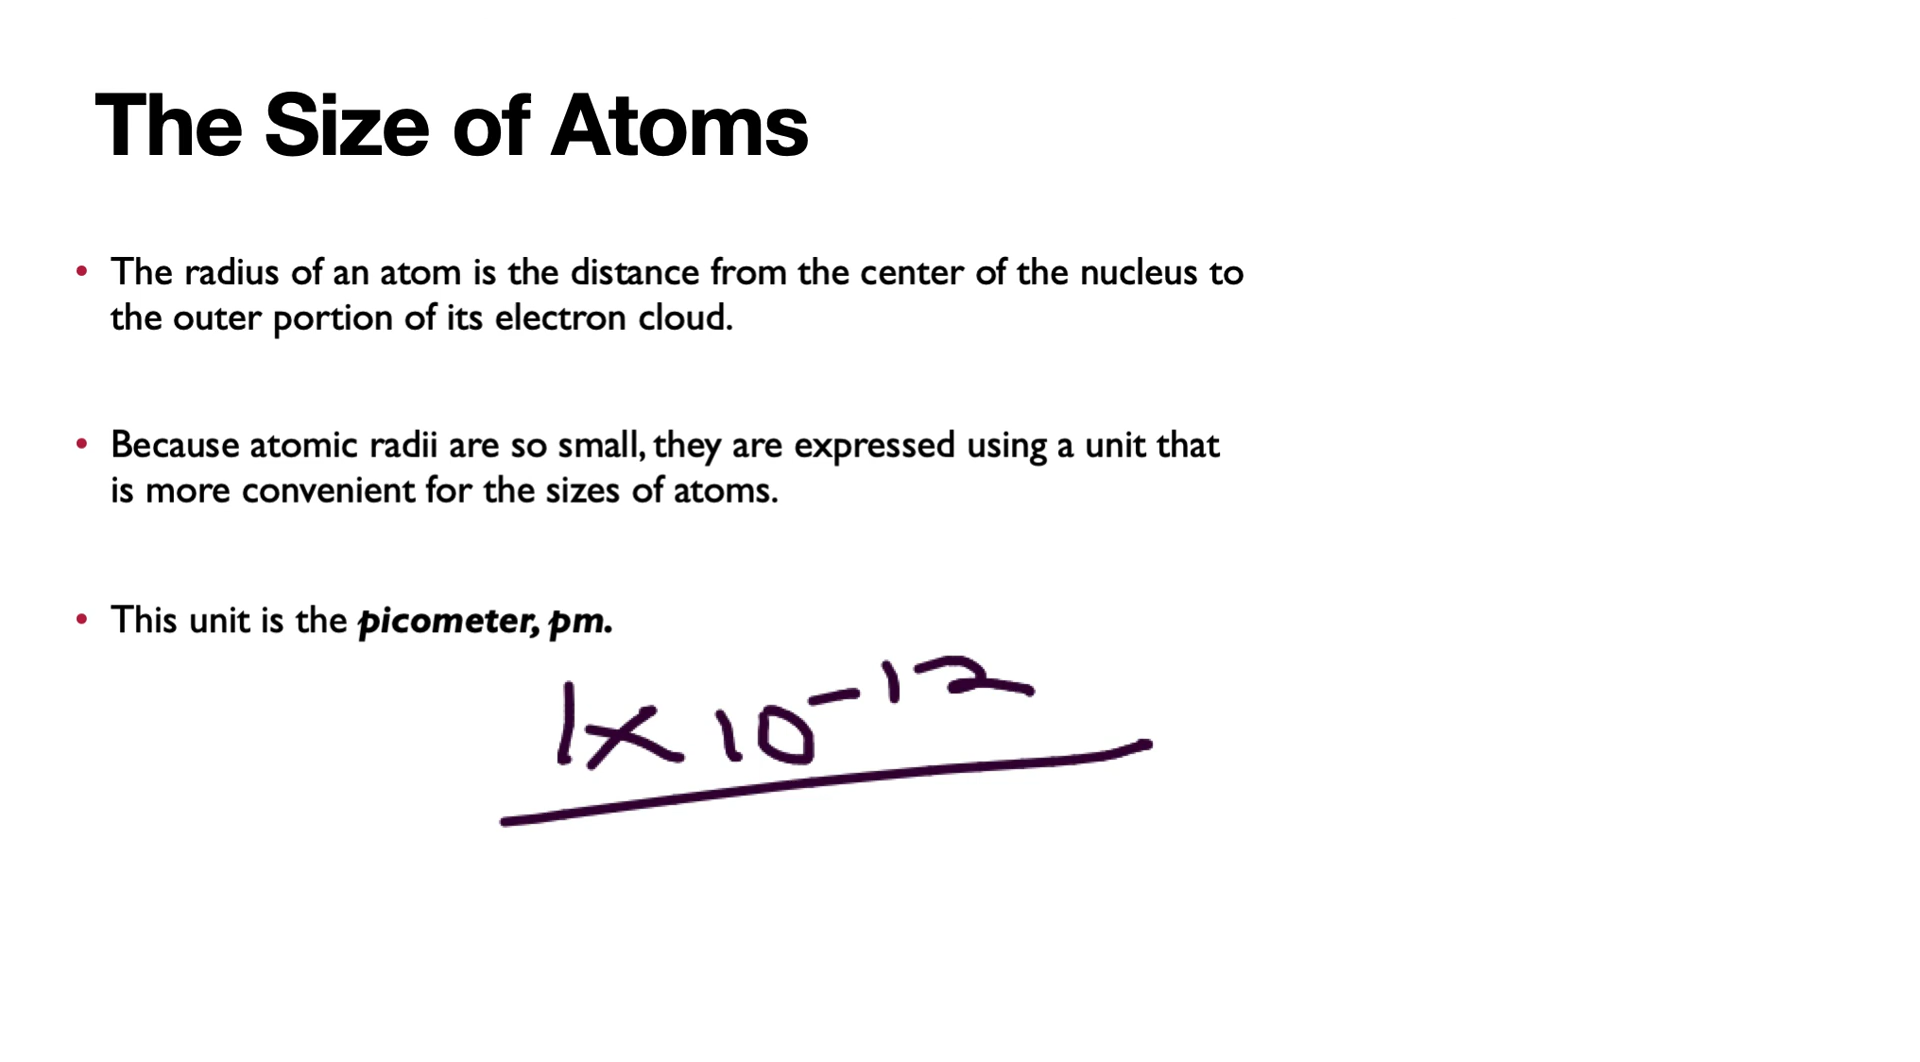 The Size of Atoms
• The radius of an atom is the distance from the center of the nucleus to
the outer portion of its electron cloud.
• Because atomic radii are so small, they are expressed using a unit that
is more convenient for the sizes of atoms.
• This unit is the picometer, pm.
1x 10⁻¹²